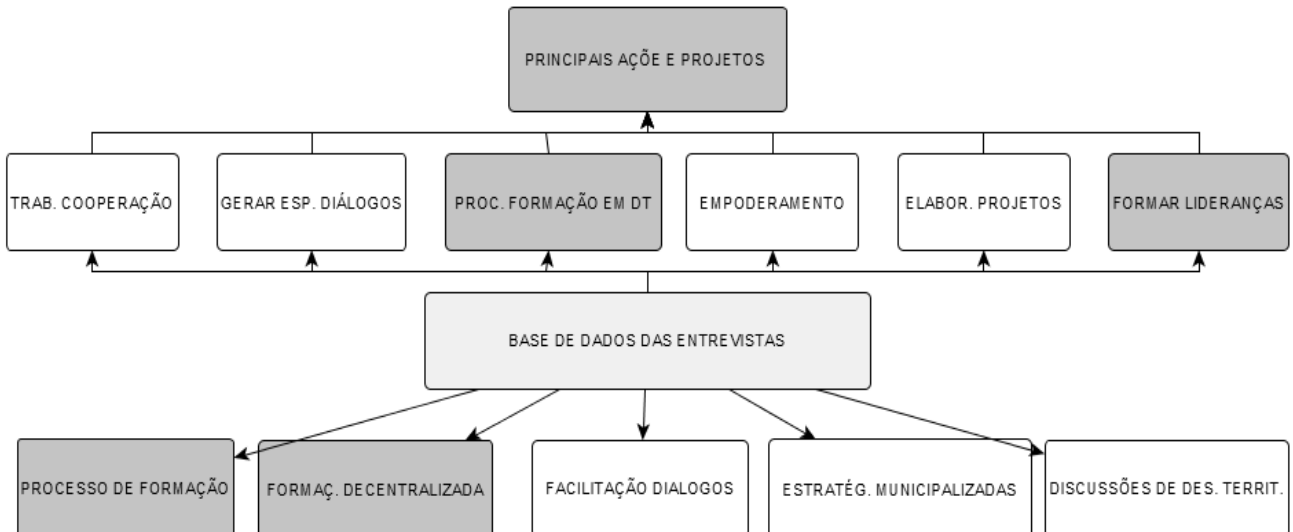 PRINCIPAIS AÇÕE E PROJETOS
TRAB. COOPERAÇÃO
GERAR ESP. DIÁLOGOS
PROC. FORMAÇÃO EM DT
EMPODERAMENTO
ELABOR. PROJETOS
FORMAR LIDERANÇAS
BASE DE DADOS DAS ENTREVISTAS
PROCESSO DE FORMAÇÃO
FORMAÇ. DECENTRALIZADA
FACILITAÇÃO DIALOGOS
ESTRATÉG. MUNICIPALIZADAS
DISCUSSÕES DE DES. TERRIT.